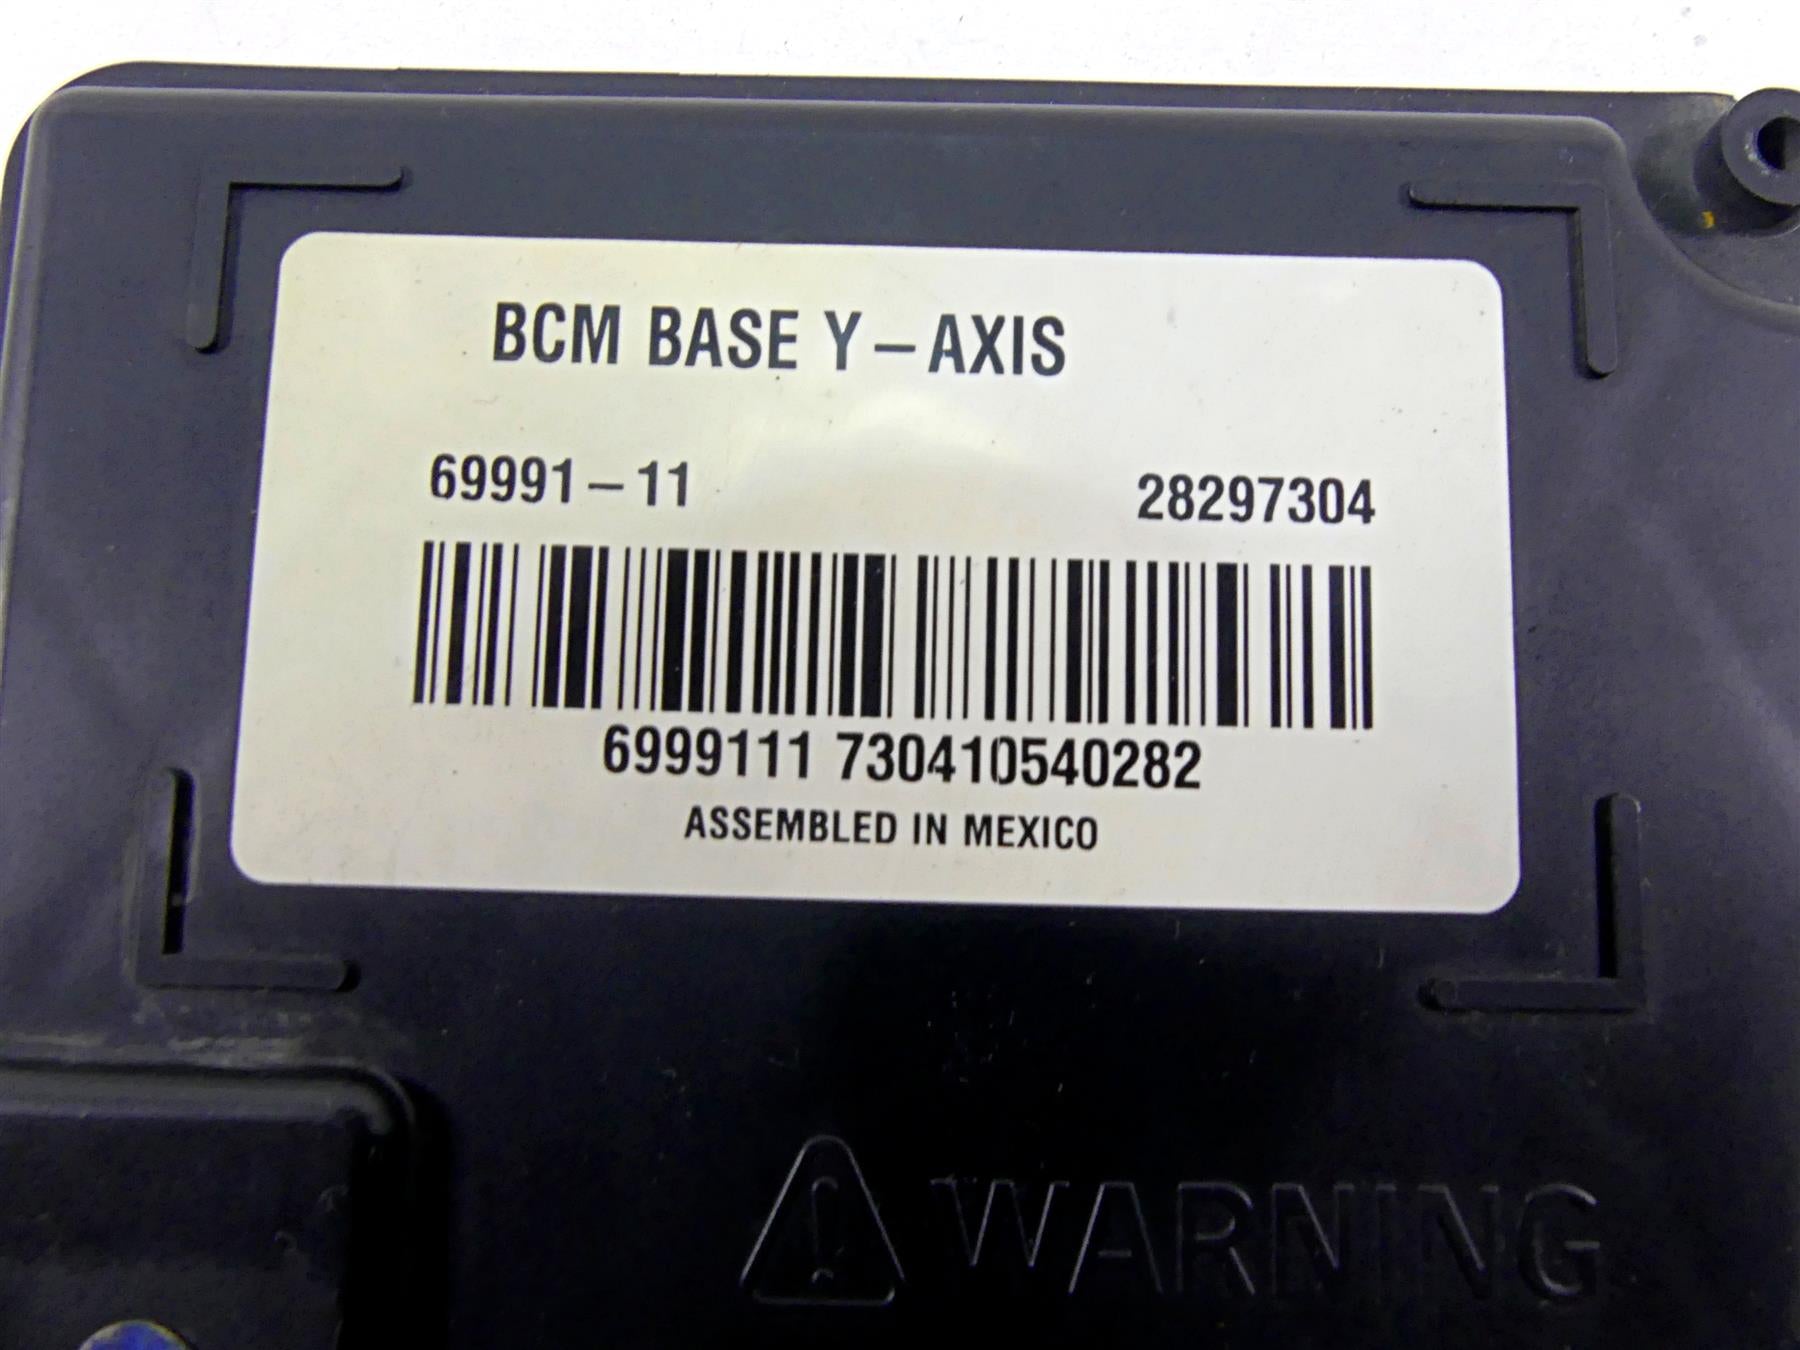 BCM BASE Y-AXIS
69991-11 28297304
6999111 730410540282
ASSEMBLED IN MEXICO
WARNING